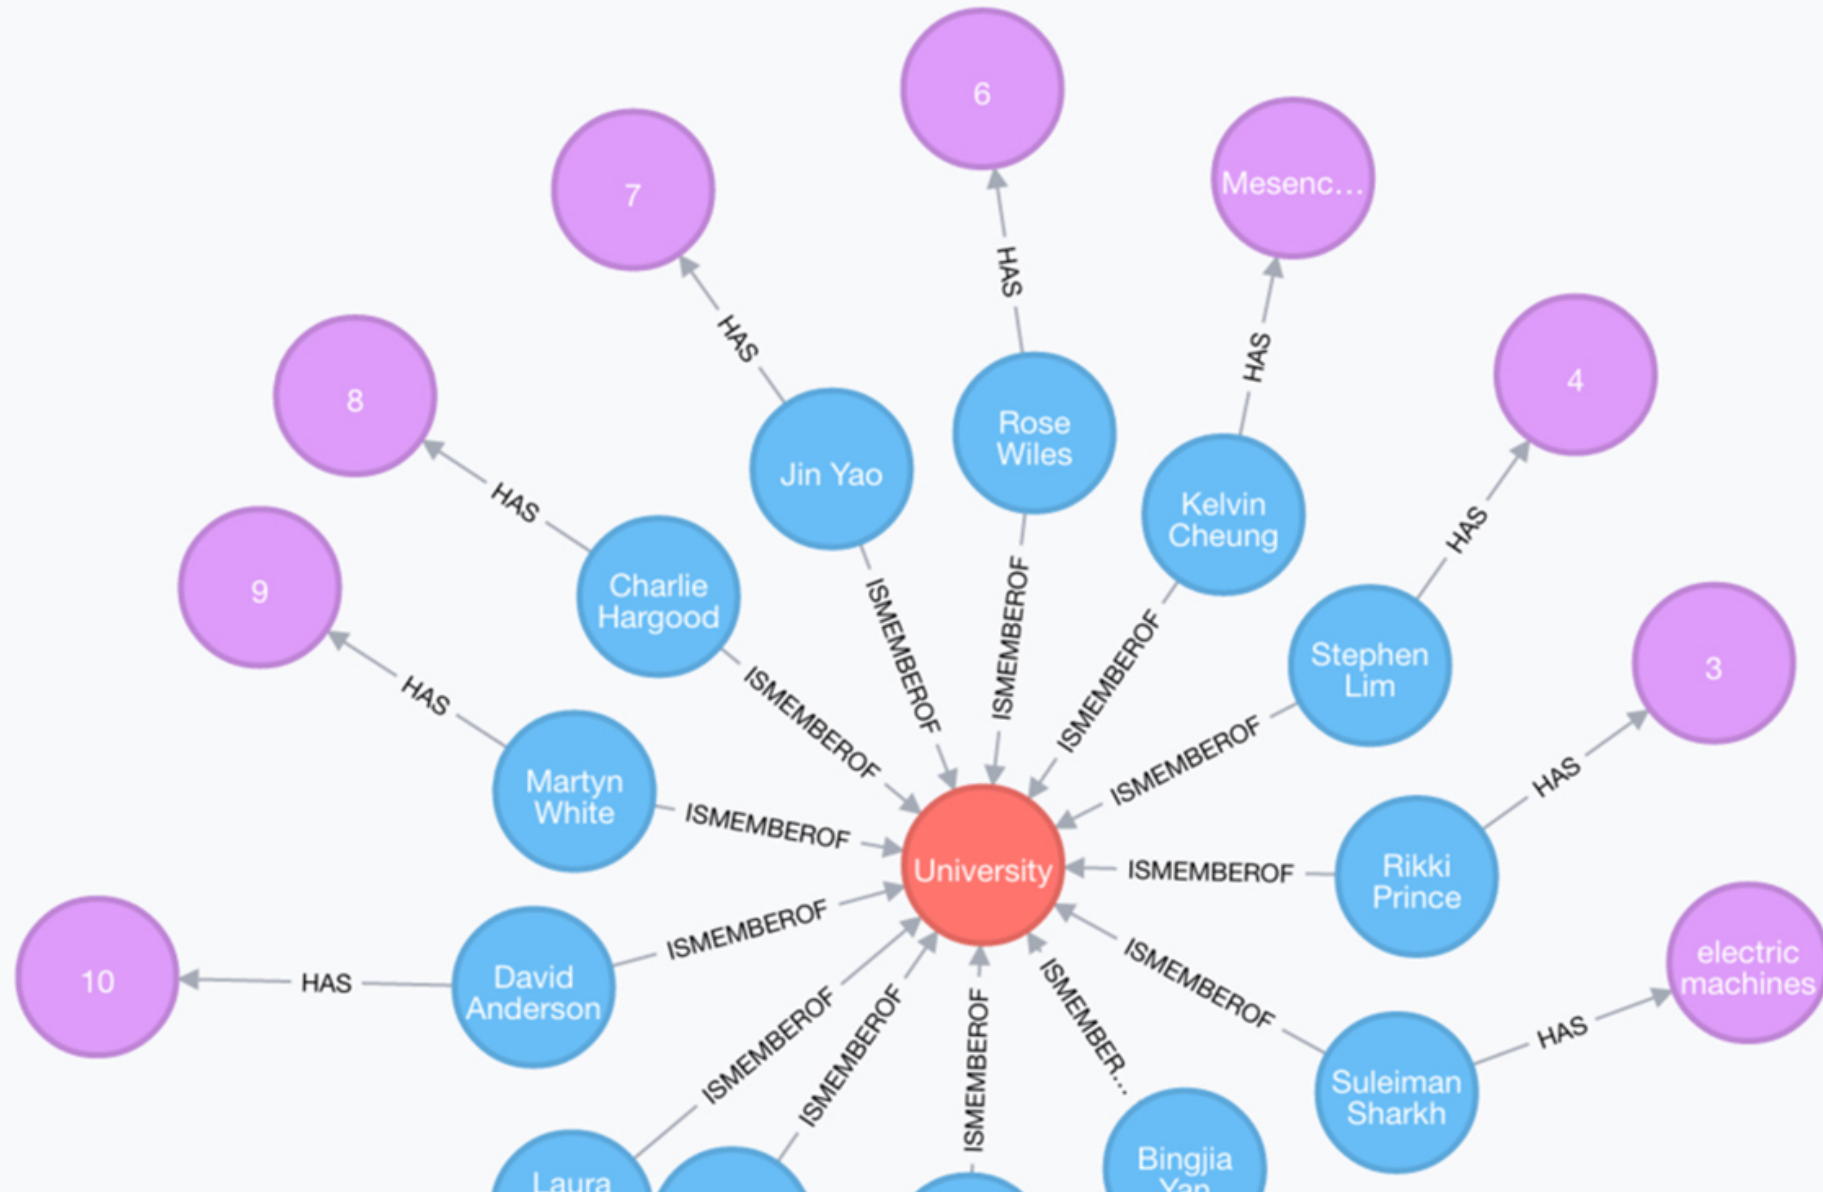 6
Mesenc...
7
HAS
HAS
4
HAS
8
Rose
Wiles
Jin Yao
HAS
Kelvin
Cheung
HAS
9
Charlie
Hargood
ISMEMBEROF
ISMEMBEROF
ISMEMBEROF
Stephen
Lim
3
HAS
ISMEMBEROF
ISMEMBEROF
HAS
Martyn
White
ISMEMBEROF
University
ISMEMBEROF
Rikki
Prince
ISMEMBEROF
electric
machines
10
HAS
David
Anderson
ISMEMBEROF
ISMEMBEROF
ISMEMBEROF
ISMEMBEROF
ISMEMBER...
HAS
Suleiman
Sharkh
Laura
Bingjia
Yan